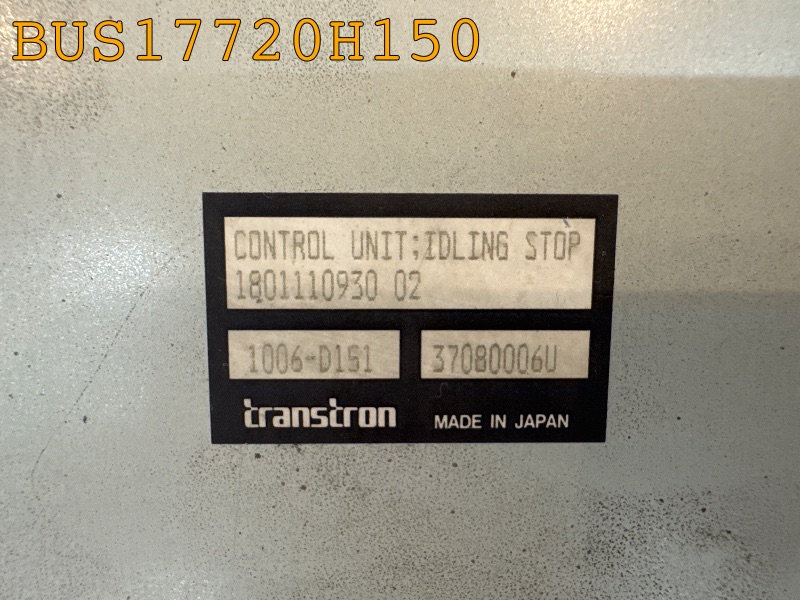 BUS17720H150
CONTROL UNIT;IDLING STOP
1801110930 02
1006-D151 37080006U
transtron MADE IN JAPAN